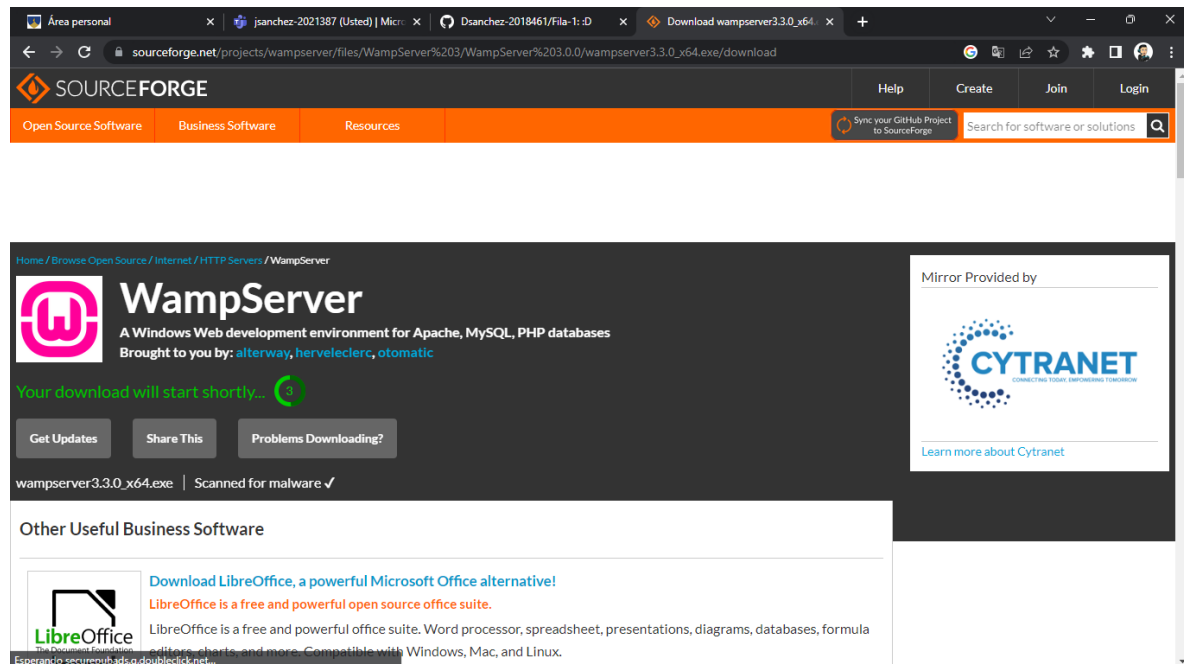 Área personal
jsanchez-2021387 (Usted) | Micro
Dsanchez-2018461/Fila-1: :D
Download wampserver3.3.0_x64.
sourceforge.net/projects/wampserver/files/WampServer%203/WampServer%203.0.0/wampserver3.3.0_x64.exe/download
SOURCEFORGE
Help Create Join Login
Open Source Software Business Software Resources
Sync your GitHub Project
to SourceForge
Search for software or solutions
Home / Browse Open Source / Internet / HTTP Servers / WampServer
WampServer
A Windows Web development environment for Apache, MySQL, PHP databases
Brought to you by: alterway, herveleclerc, otomatic
Your download will start shortly... 3
Get Updates Share This Problems Downloading?
wampserver3.3.0_x64.exe | Scanned for malware ✓
Mirror Provided by
CYTRANET
CONNECTING TODAY, EMPOWERING TOMORROW
Learn more about Cytranet
Other Useful Business Software
Download LibreOffice, a powerful Microsoft Office alternative!
LibreOffice is a free and powerful open source office suite.
LibreOffice is a free and powerful office suite. Word processor, spreadsheet, presentations, diagrams, databases, formula
editors, charts, and more. Compatible with Windows, Mac, and Linux.
LibreOffice
The Document Foundation
Esperando securepubads.g.doubleclick.net...